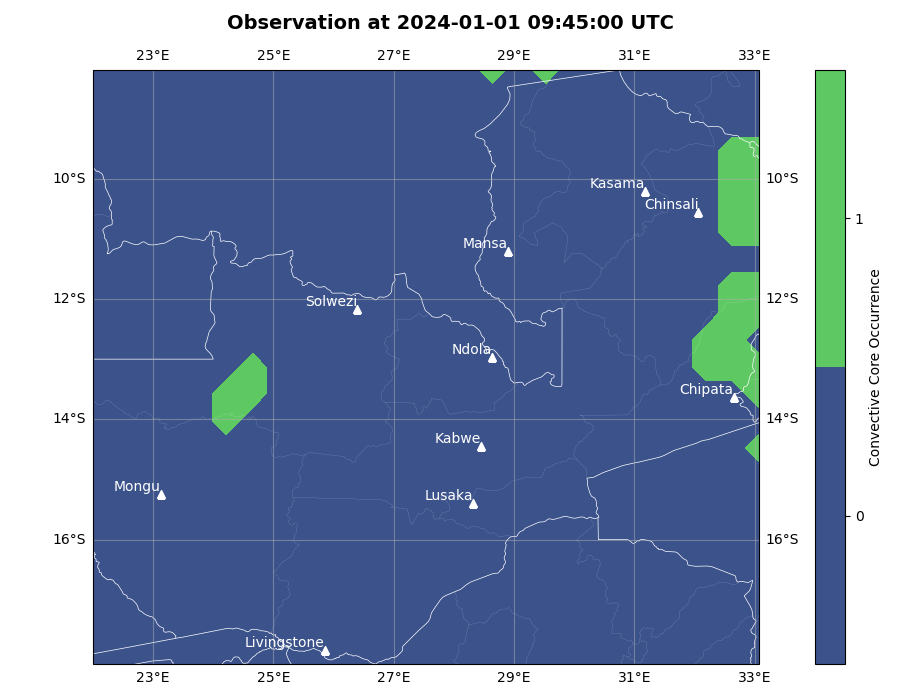 Observation at 2024-01-01 09:45:00 UTC
23°E 25°E 27°E 29°E 31°E 33°E
10°S 10°S
Kasama
Chinsali
1
Mansa
12°S 12°S
Solwezi
Ndola
Chipata
14°S 14°S
Kabwe
Mongu
Lusaka
0
16°S 16°S
Livingstone
23°E 25°E 27°E 29°E 31°E 33°E
Convective Core Occurrence